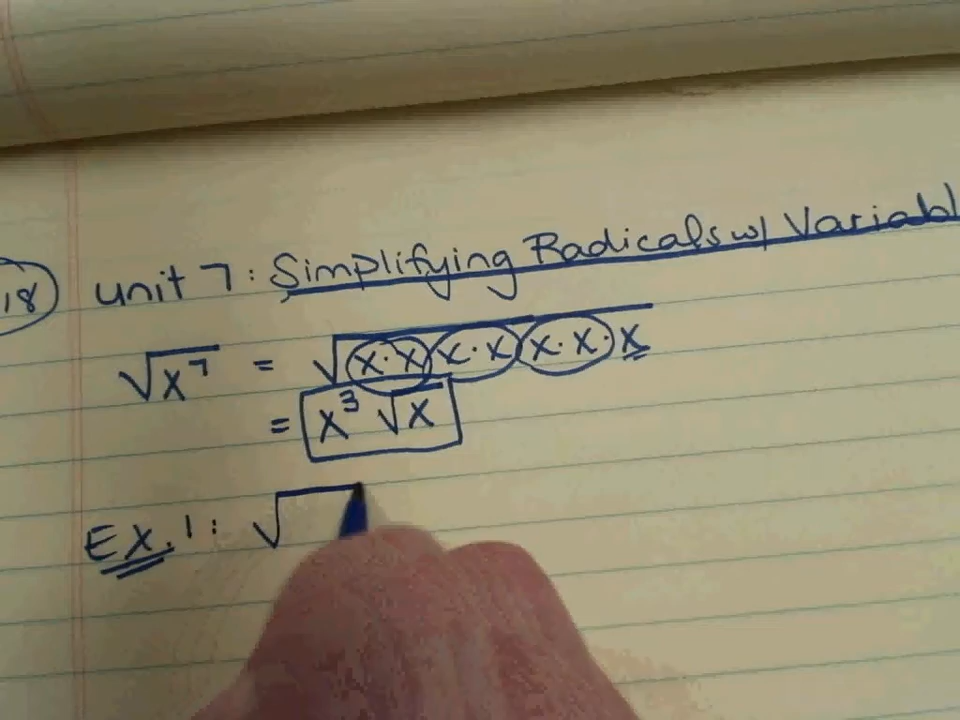 18 Unit 7: Simplifying Radicals w/ Variabl
√x⁷ = √x·x x·x x·x·x
= x³ √x
Ex. 1: √